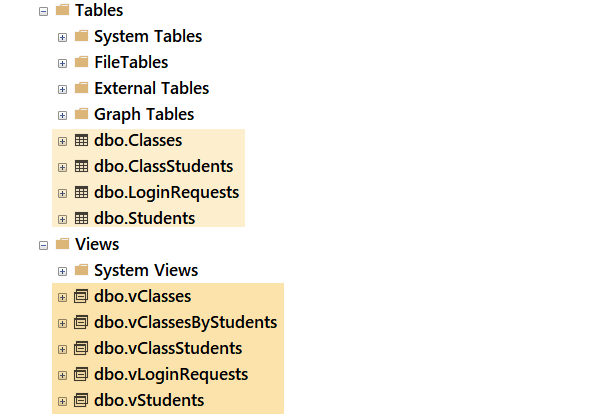 Tables
System Tables
FileTables
External Tables
Graph Tables
dbo.Classes
dbo.ClassStudents
dbo.LoginRequests
dbo.Students
Views
System Views
dbo.vClasses
dbo.vClassesByStudents
dbo.vClassStudents
dbo.vLoginRequests
dbo.vStudents